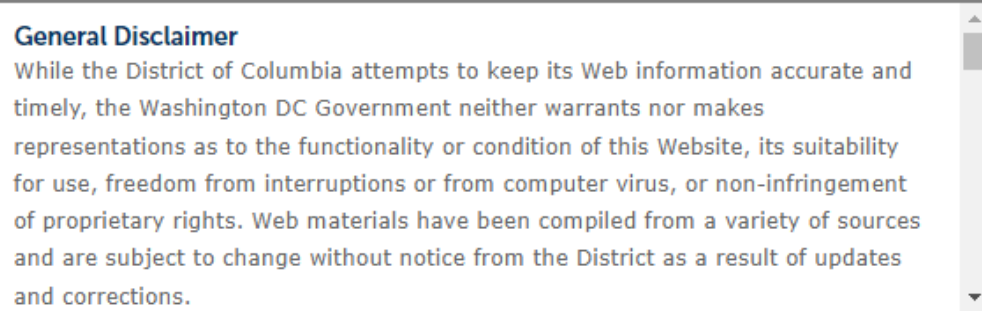 General Disclaimer
While the District of Columbia attempts to keep its Web information accurate and
timely, the Washington DC Government neither warrants nor makes
representations as to the functionality or condition of this Website, its suitability
for use, freedom from interruptions or from computer virus, or non-infringement
of proprietary rights. Web materials have been compiled from a variety of sources
and are subject to change without notice from the District as a result of updates
and corrections.